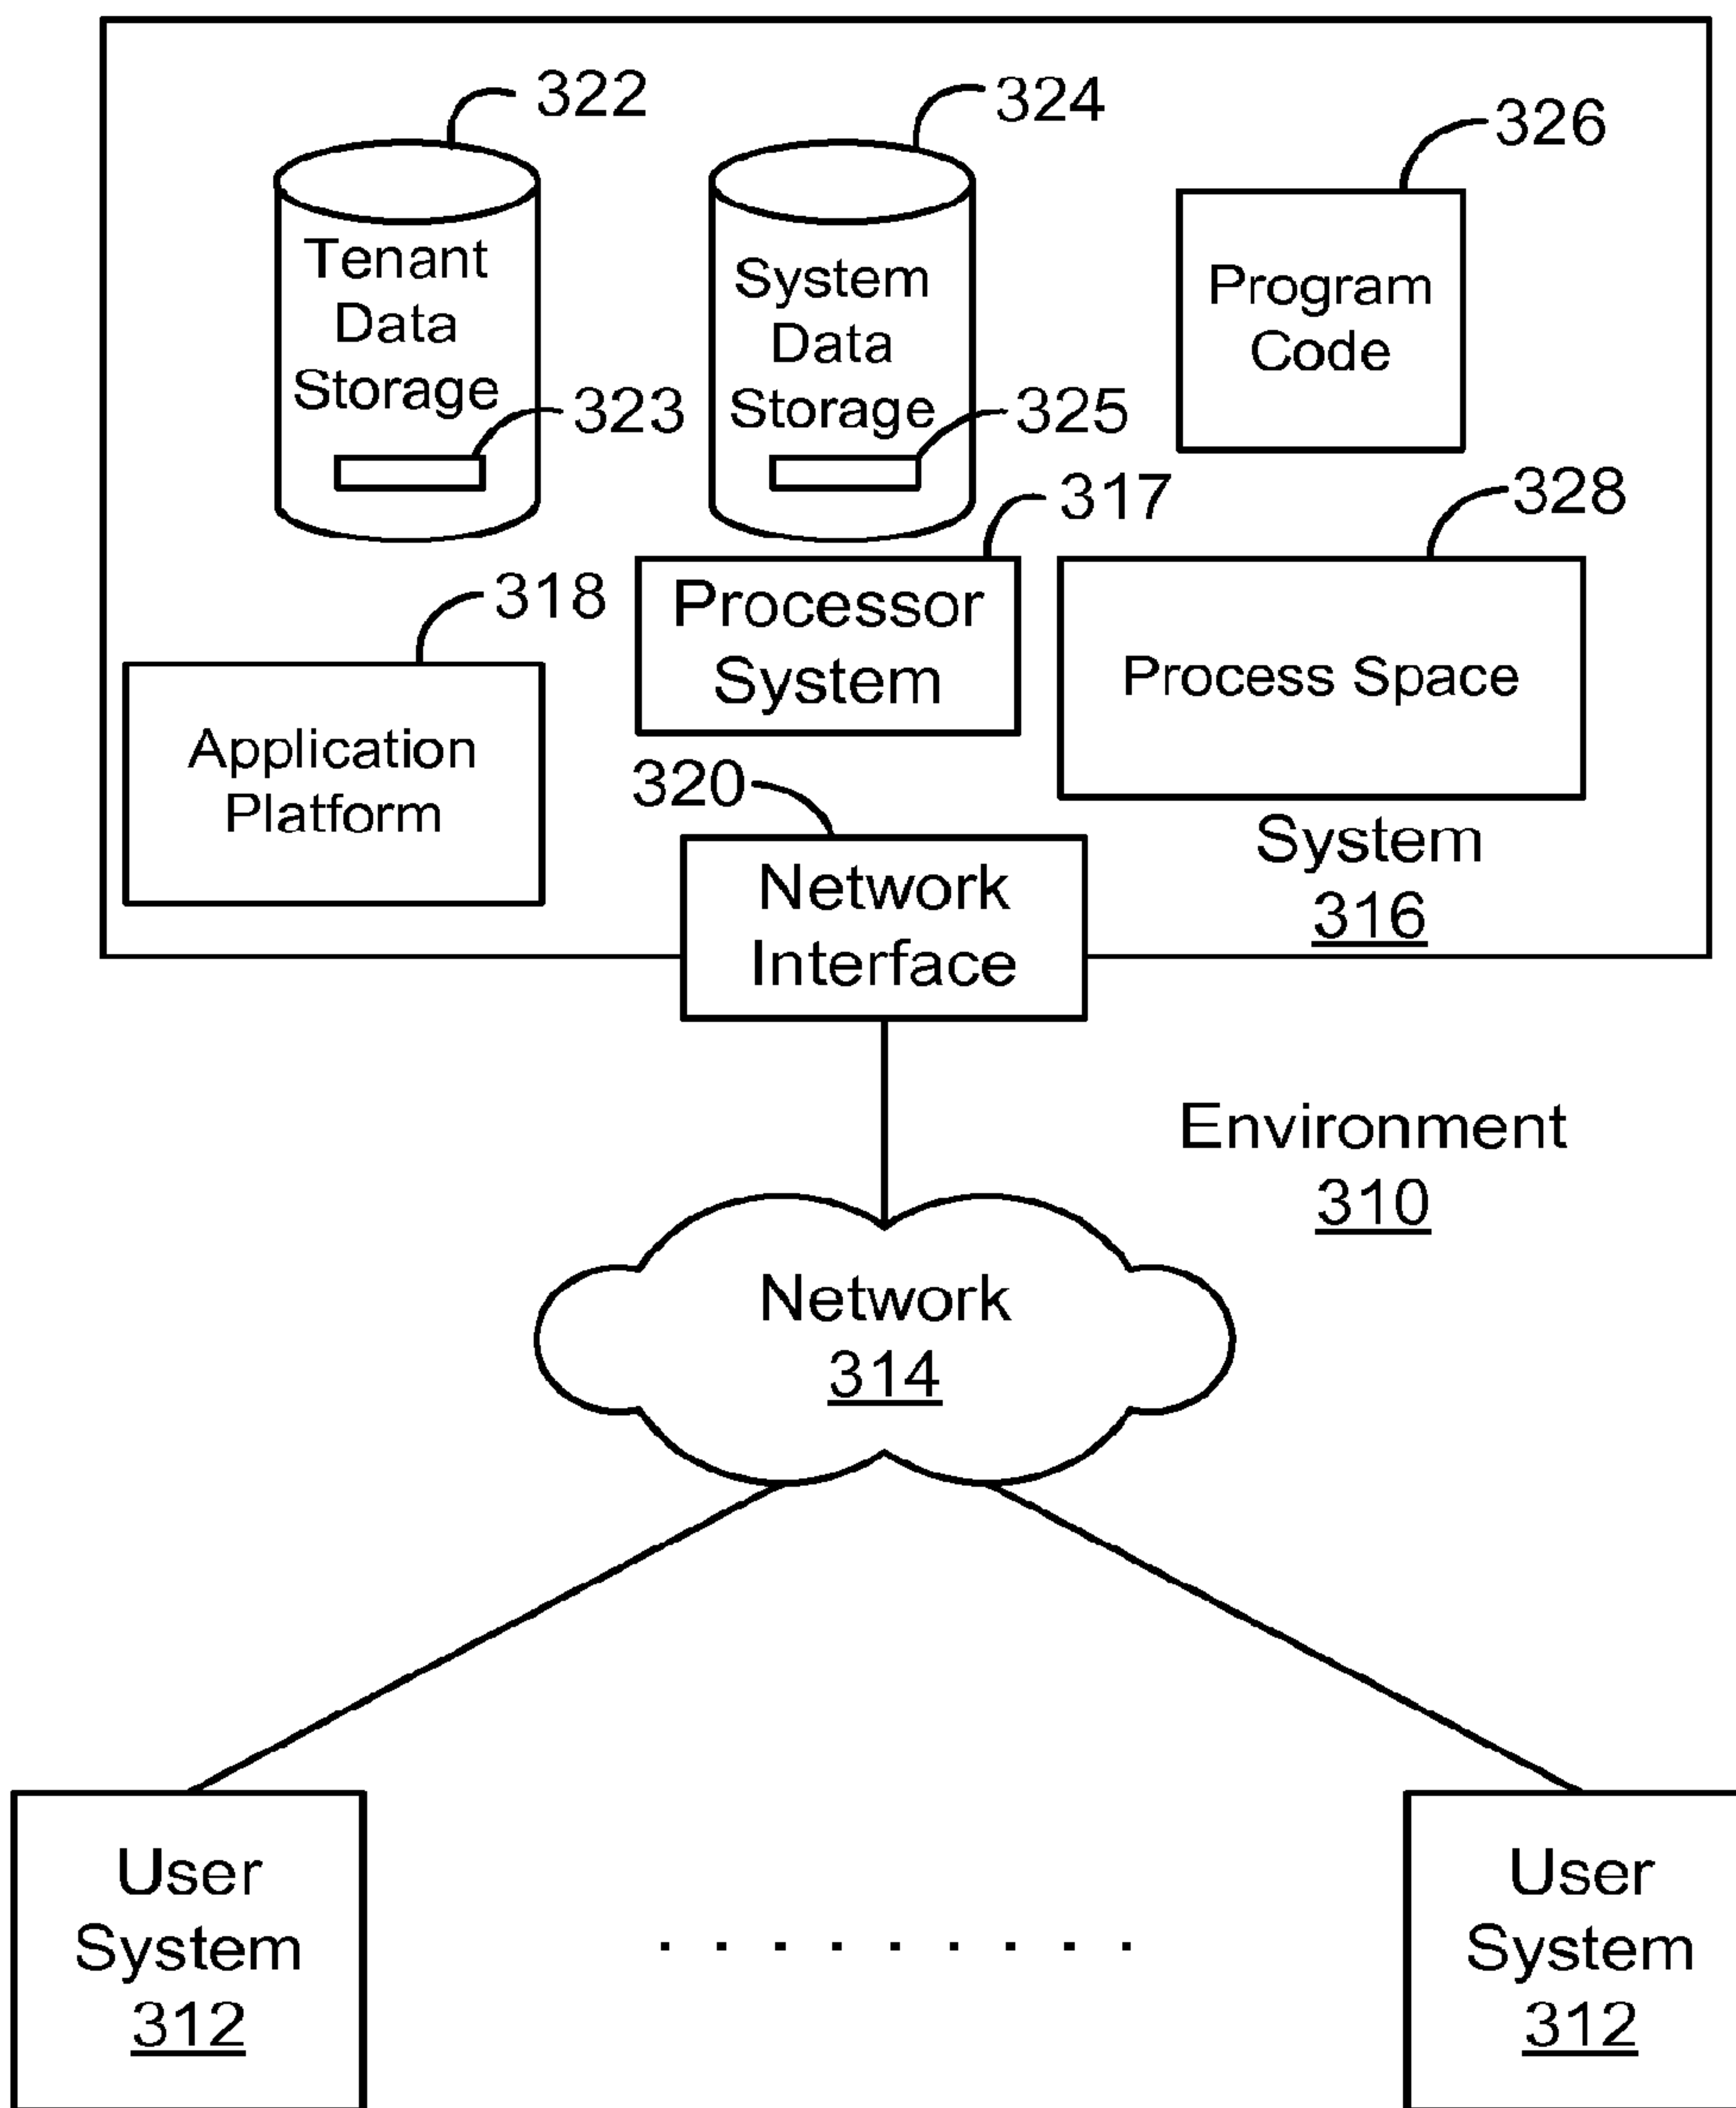 322
324
326
Tenant
Data
Storage
System
Data
Storage
Program
Code
323
325
317
328
318
Processor
System
Process Space
Application
Platform
320
System
316
Network
Interface
Environment
310
Network
314
User
System
312
. . . . . . . . .
User
System
312